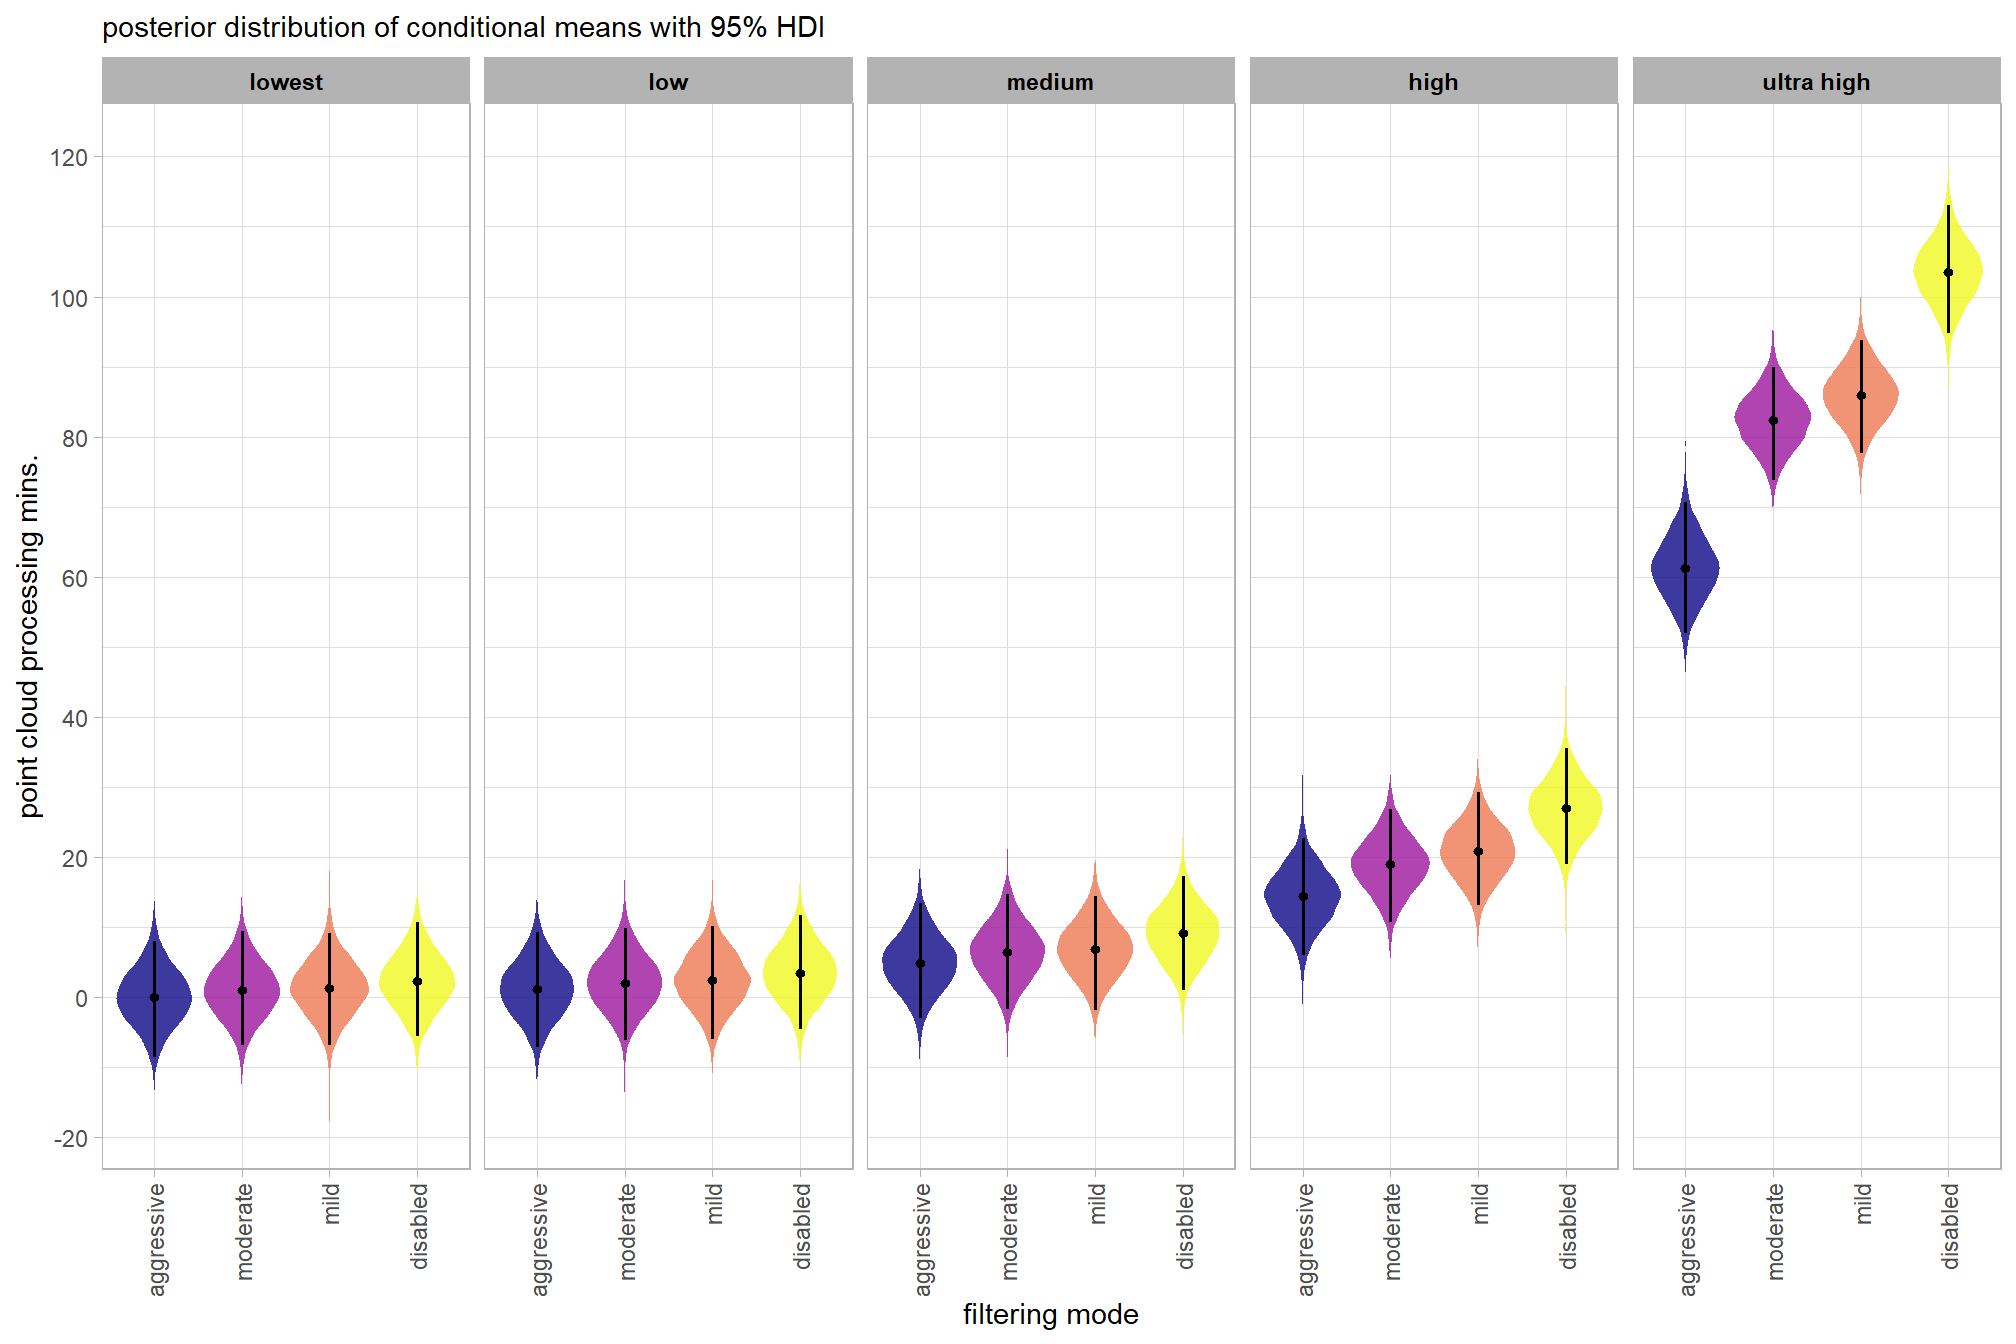 posterior distribution of conditional means with 95% HDI
lowest low medium high ultra high
120
100
80
60
40
20
0
-20
point cloud processing mins.
aggressive moderate mild disabled aggressive moderate mild disabled aggressive moderate mild disabled aggressive moderate mild disabled aggressive moderate mild disabled
filtering mode